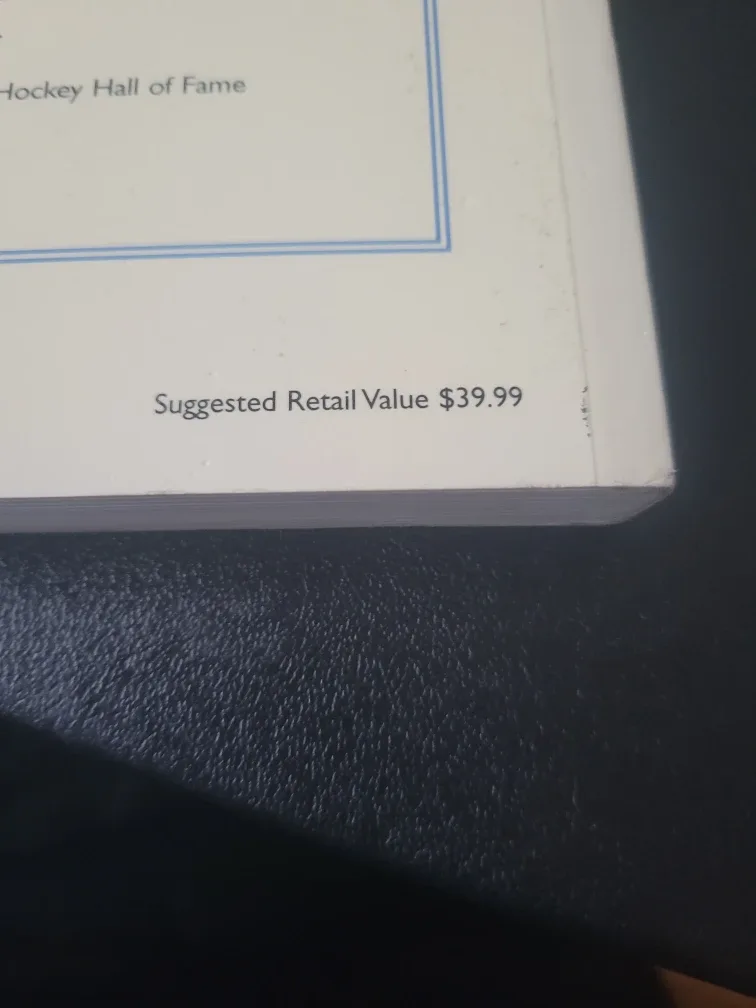 Hockey Hall of Fame
Suggested Retail Value $39.99